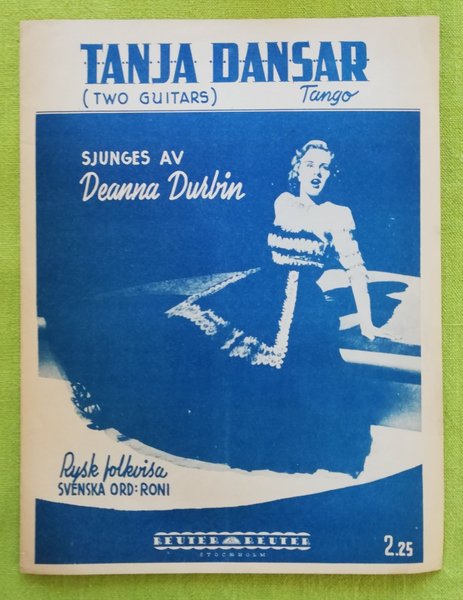 TANJA DANSAR
(TWO GUITARS) Tango
SJUNGES AV
Deanna Durbin
Rysk folkvisa
SVENSKA ORD: RONI
REUTER REUTER
STOCKHOLM
2.25